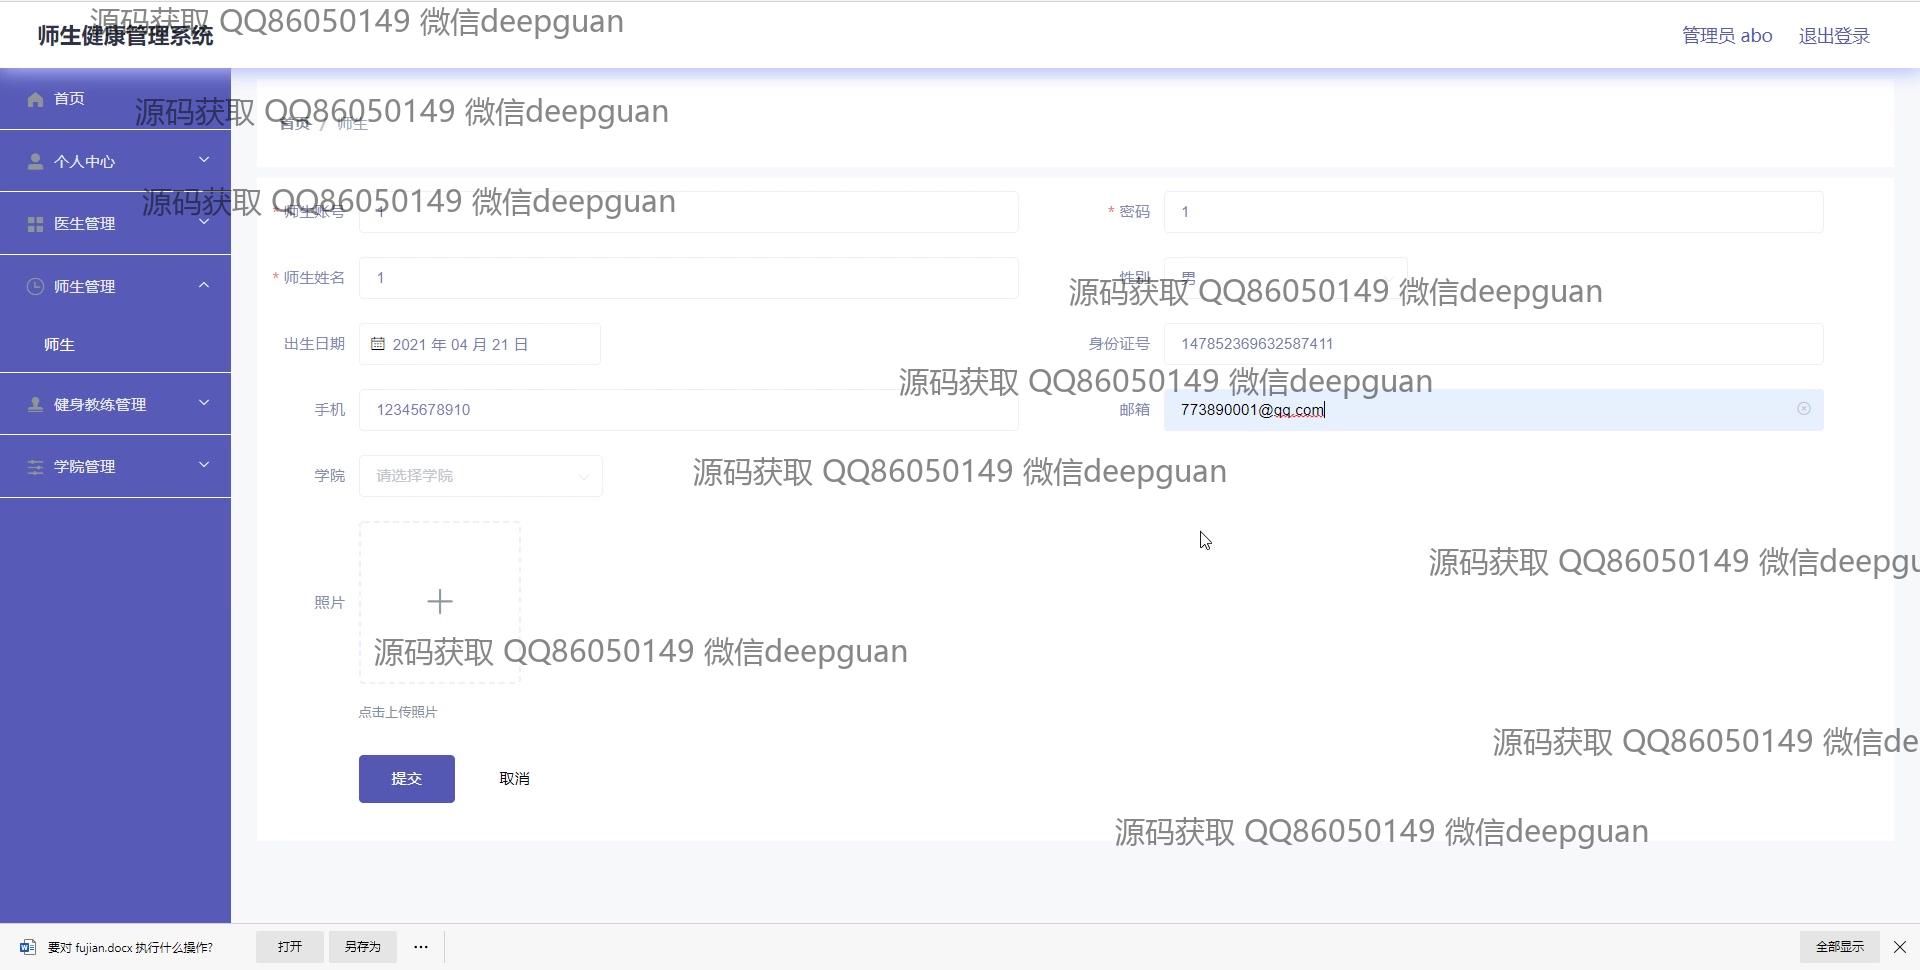 源码获取 QQ86050149 微信deepguan
师生健康管理系统
管理员 abo 退出登录
首页
源码获取 QQ86050149 微信deepguan
首页 / 师生
个人中心
源码获取 QQ86050149 微信deepguan
* 师生账号 1
* 密码 1
医生管理
* 师生姓名 1
性别 男
源码获取 QQ86050149 微信deepguan
师生管理
师生
出生日期 2021 年 04 月 21 日
身份证号 147852369632587411
源码获取 QQ86050149 微信deepguan
健身教练管理
手机 12345678910
邮箱 773890001@qq.com
学院管理
学院 请选择学院
源码获取 QQ86050149 微信deepguan
源码获取 QQ86050149 微信deepgu
照片
源码获取 QQ86050149 微信deepguan
点击上传照片
源码获取 QQ86050149 微信de
提交 取消
源码获取 QQ86050149 微信deepguan
要对 fujian.docx 执行什么操作? 打开 另存为 ··· 全部显示